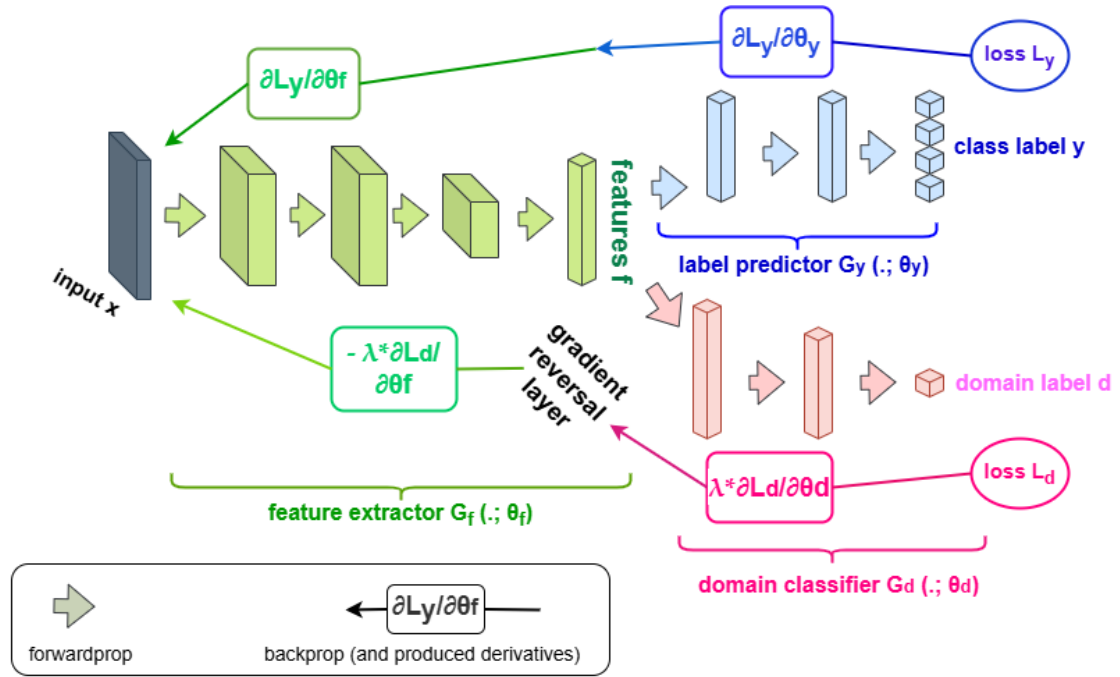 ∂Ly/∂θy
loss Ly
∂Ly/∂θf
class label y
features f
label predictor Gy (.; θy)
input x
- λ*∂Ld/
∂θf
gradient
reversal
layer
domain label d
loss Ld
λ*∂Ld/∂θd
feature extractor Gf (.; θf)
domain classifier Gd (.; θd)
∂Ly/∂θf
forwardprop
backprop (and produced derivatives)